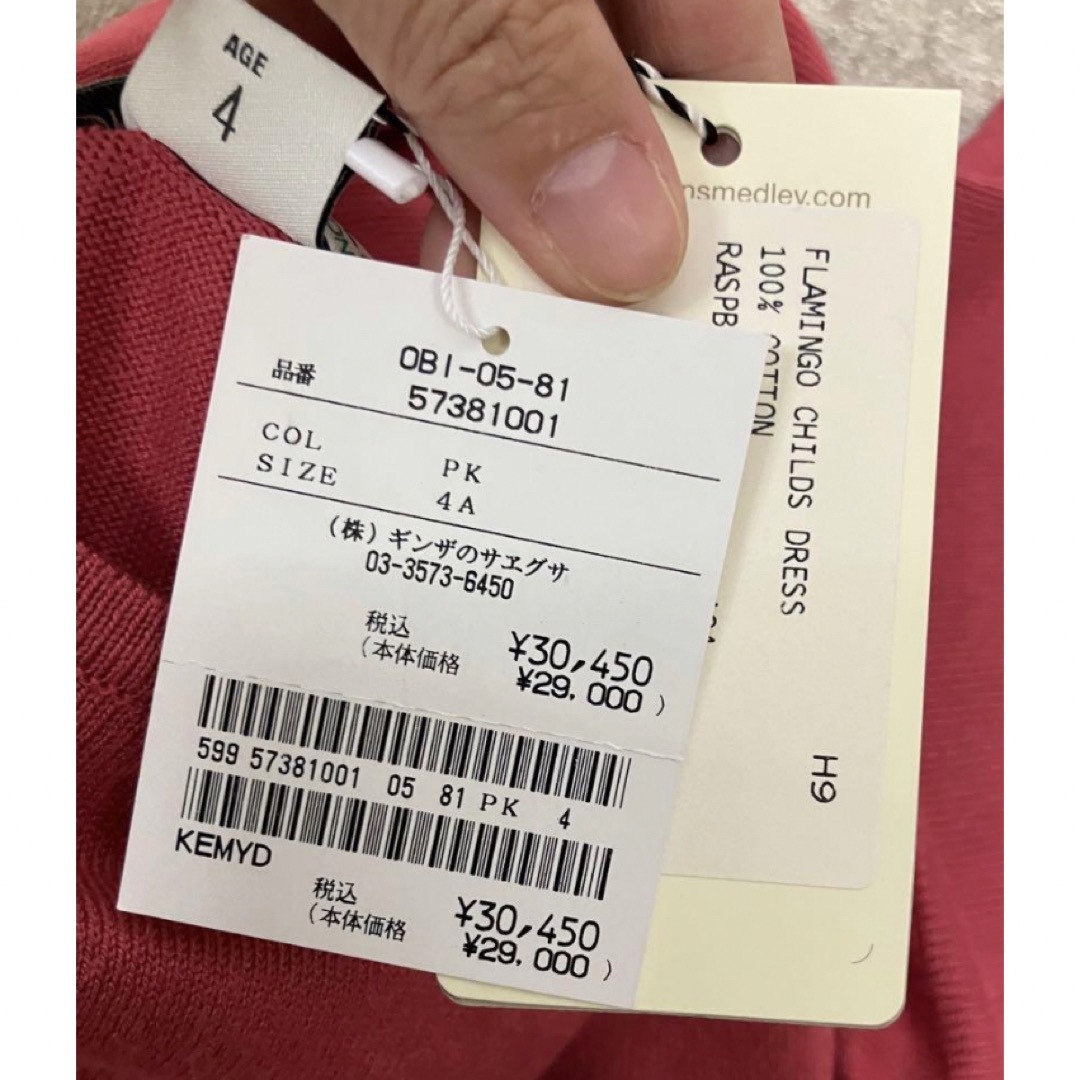 AGE
4
nsmedley.com
FLAMINGO CHILDS DRESS
100% COTTON
RASPB
H9
品番 OBI-05-81
57381001
COL PK
SIZE 4A
(株)ギンザのサヱグサ
03-3573-6450
税込 ¥30,450
(本体価格 ¥29,000)
599 57381001 05 81 PK 4
KEMYD
税込 ¥30,450
(本体価格 ¥29,000)